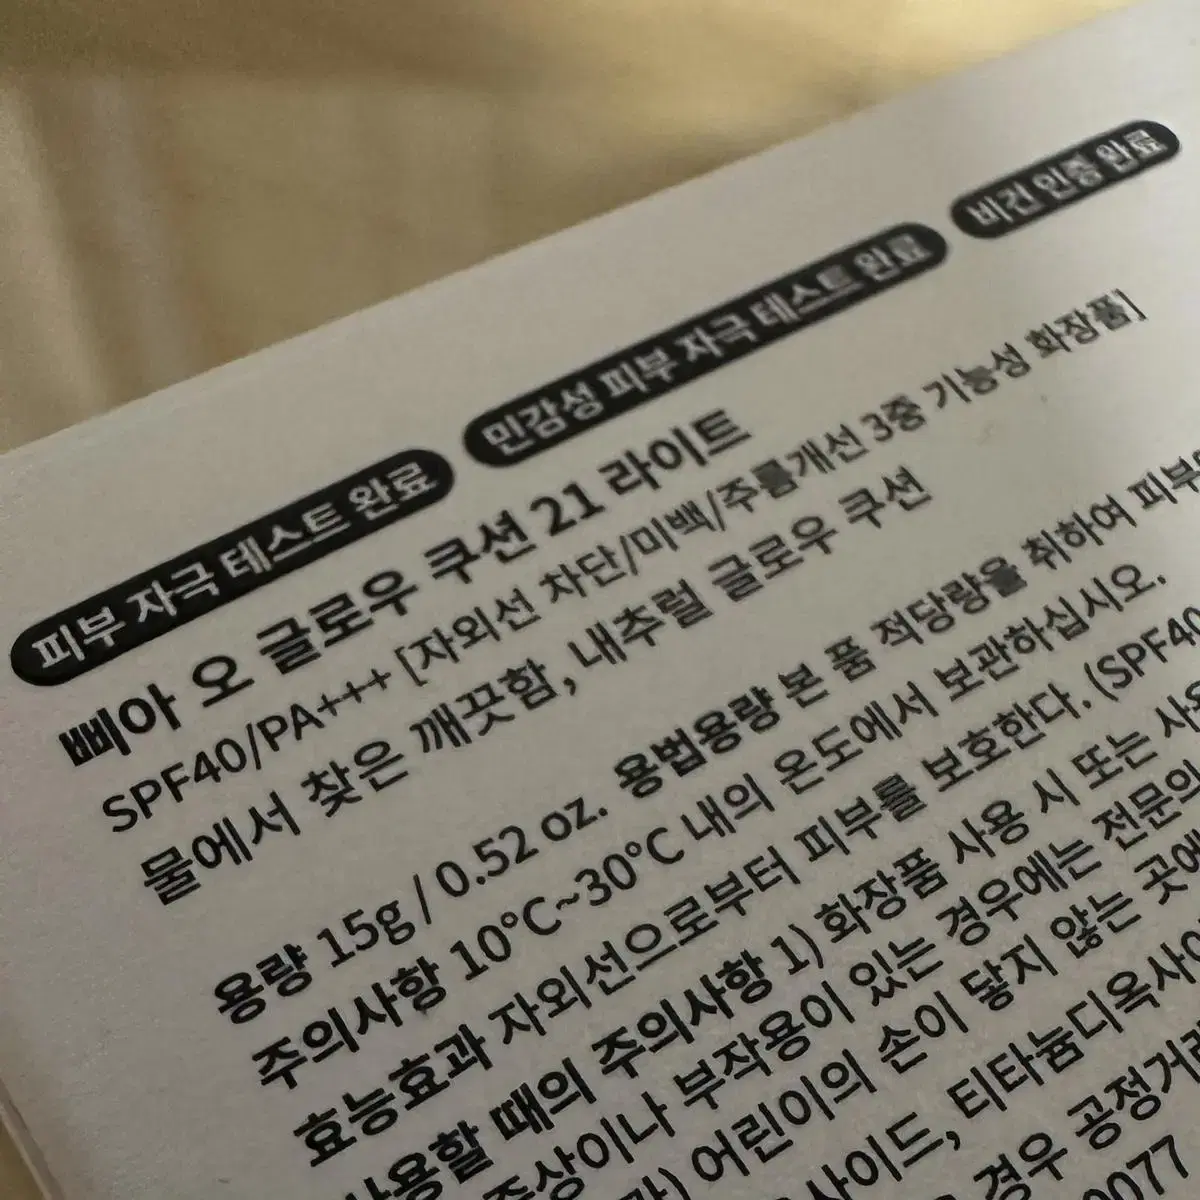 피부 자극 테스트 완료 민감성 피부 자극 테스트 완료 비건 인증 완료
삐아 오 글로우 쿠션 21 라이트
SPF40/PA+++ [자외선 차단/미백/주름개선 3중 기능성 화장품]
물에서 찾은 깨끗함, 내추럴 글로우 쿠션
용량 15g / 0.52 oz. 용법용량 본 품 적당량을 취하여 피부
주의사항 10°C~30°C 내의 온도에서 보관하십시오.
효능효과 자외선으로부터 피부를 보호한다. (SPF40
사용할 때의 주의사항 1) 화장품 사용 시 또는 사용
증상이나 부작용이 있는 경우에는 전문의
어린이의 손이 닿지 않는 곳에
사이드, 티타늄디옥사이
경우 공정거래
0077